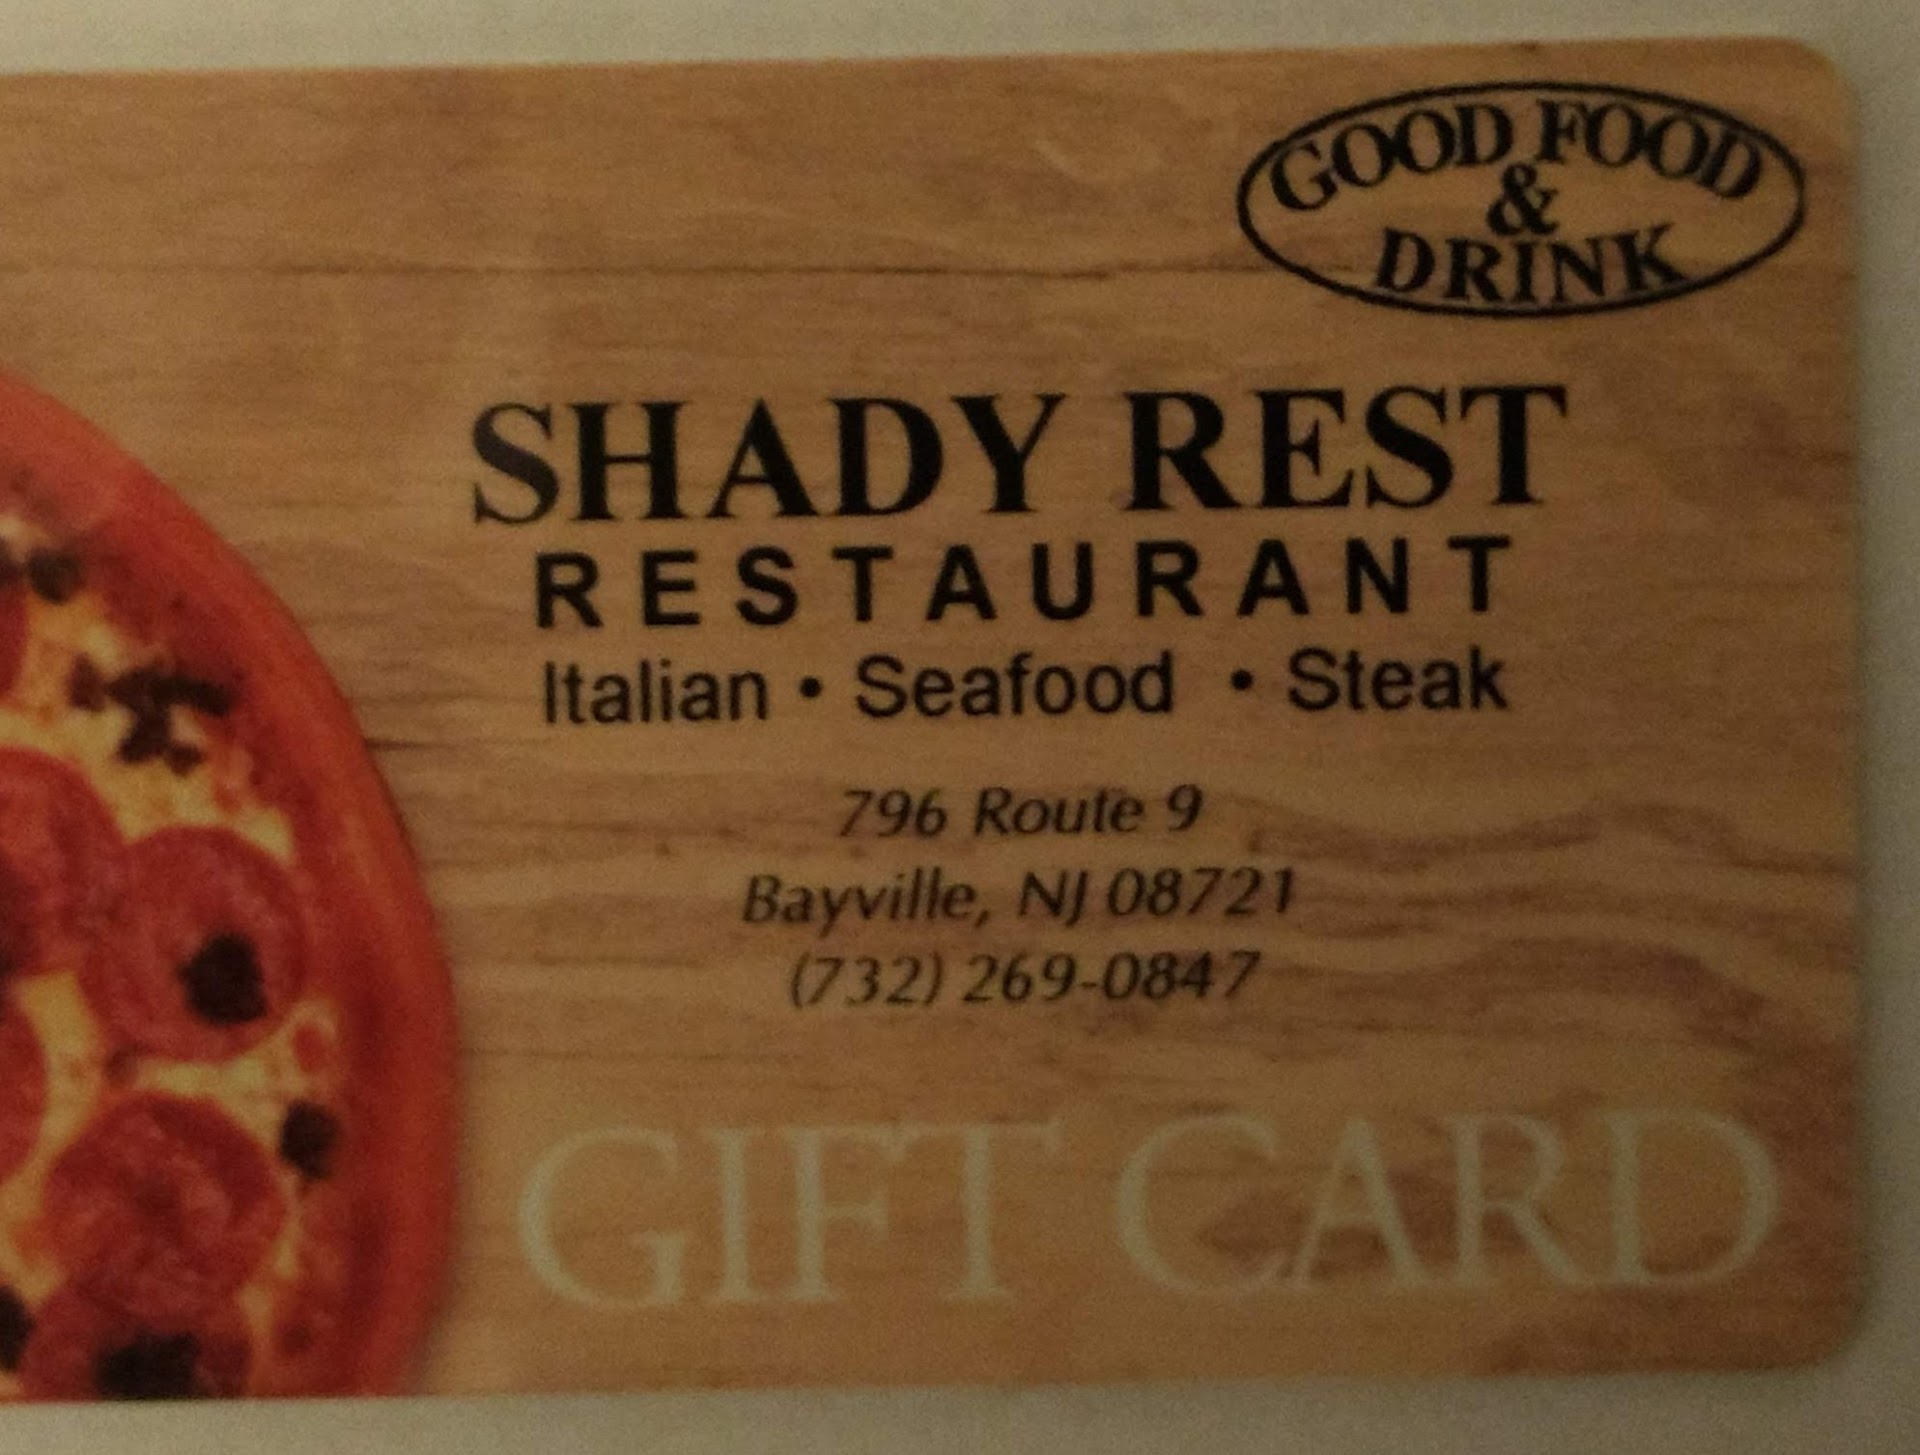 GOOD FOOD
&
DRINK
SHADY REST
RESTAURANT
Italian • Seafood • Steak
796 Route 9
Bayville, NJ 08721
(732) 269-0847
GIFT CARD